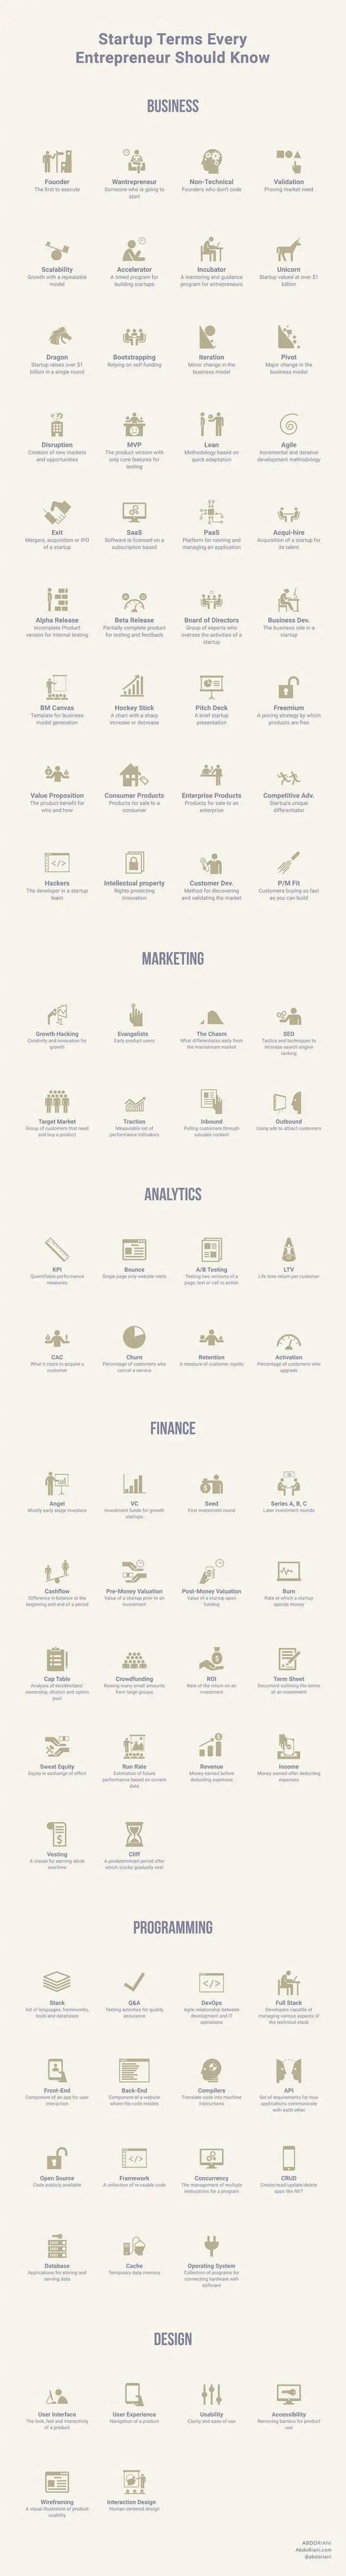 Startup Terms Every
Entrepreneur Should Know
BUSINESS
Founder
The first to execute
Wantrepreneur
Someone who is going to
start
Non-Technical
Founders who don't code
Validation
Proving market need
Scalability
Growth with a repeatable
model
Accelerator
A timed program for
building startups
Incubator
A mentoring and guidance
program for entrepreneurs
Unicorn
Startup valued at over $1
billion
Dragon
Startup raises over $1
billion in a single round
Bootstrapping
Relying on self-funding
Iteration
Minor change in the
business model
Pivot
Major change in the
business model
Disruption
Creation of new markets
and opportunities
MVP
The product version with
only core features for
testing
Lean
Methodology based on
quick adaptation
Agile
Incremental and iterative
development methodology
Exit
Mergers, acquisition or IPO
of a startup
SaaS
Software is licensed on a
subscription based
PaaS
Platform for running and
managing an application
Acqui-hire
Acquisition of a startup for
its talent
Alpha Release
Incomplete Product
version for internal testing
Beta Release
Partially complete product
for testing and feedback
Board of Directors
Group of experts who
oversee the activities of a
startup
Business Dev.
The business role in a
startup
BM Canvas
Template for business
model generation
Hockey Stick
A chart with a sharp
increase or decrease
Pitch Deck
A brief startup
presentation
Freemium
A pricing strategy by which
products are free
Value Proposition
The product benefit for
who and how
Consumer Products
Products for sale to a
consumer
Enterprise Products
Products for sale to an
enterprise
Competitive Adv.
Startup's unique
differentiator
Hackers
The developer in a startup
team
Intellectual property
Rights protecting
innovation
Customer Dev.
Method for discovering
and validating the market
P/M Fit
Customers buying as fast
as you can build
MARKETING
Growth Hacking
Creativity and innovation for
growth
Evangelists
Early product users
The Chasm
What differentiates early from
the mainstream market
SEO
Tactics and techniques to
increase search engine
ranking
Target Market
Group of customers that need
and buy a product
Traction
Measurable set of
performance indicators
Inbound
Pulling customers through
valuable content
Outbound
Using ads to attract customers
ANALYTICS
KPI
Quantifiable performance
measures
Bounce
Single page only website visits
A/B Testing
Testing two versions of a
page, text or call to action
LTV
Life time return per customer
CAC
What it costs to acquire a
customer
Churn
Percentage of customers who
cancel a service
Retention
A measure of customer loyalty
Activation
Percentage of customers who
upgrade
FINANCE
Angel
Mostly early stage investors
VC
Investment funds for growth
startups
Seed
First investment round
Series A, B, C
Later investment rounds
Cashflow
Difference in balance at the
beginning and end of a period
Pre-Money Valuation
Value of a startup prior to an
investment
Post-Money Valuation
Value of a startup upon
funding
Burn
Rate at which a startup
spends money
Cap Table
Analysis of stockholders'
ownership, dilution and option
pool
Crowdfunding
Raising many small amounts
from large groups
ROI
Rate of the return on an
investment
Term Sheet
Document outlining the terms
of an investment
Sweat Equity
Equity in exchange of effort
Run Rate
Estimation of future
performance based on current
data
Revenue
Money earned before
deducting expenses
Income
Money earned after deducting
expenses
Vesting
A clause for earning stock
overtime
Cliff
A predetermined period after
which stocks gradually vest
PROGRAMMING
Stack
Set of languages, frameworks,
tools and databases
Q&A
Testing activities for quality
assurance
DevOps
Agile relationship between
development and IT
operations
Full Stack
Developers capable of
managing various aspects of
the technical stack
Front-End
Component of an app for user
interaction
Back-End
Component of a website
where the code resides
Compilers
Translate code into machine
instructions
API
Set of requirements for how
applications communicate
with each other
Open Source
Code publicly available
Framework
A collection of re-usable code
Concurrency
The management of multiple
instructions for a program
CRUD
Create/read/update/delete
apps like
Database
Applications for storing and
serving data
Cache
Temporary data memory
Operating System
Collection of programs for
connecting hardware with
software
DESIGN
User Interface
The look, feel and interactivity
of a product
User Experience
Navigation of a product
Usability
Clarity and ease of use
Accessibility
Removing barriers for product
use
Wireframing
A visual illustration of product
usability
Interaction Design
Human-centered design
ABDORIANI
AbdoRiani.com
@abdoriani